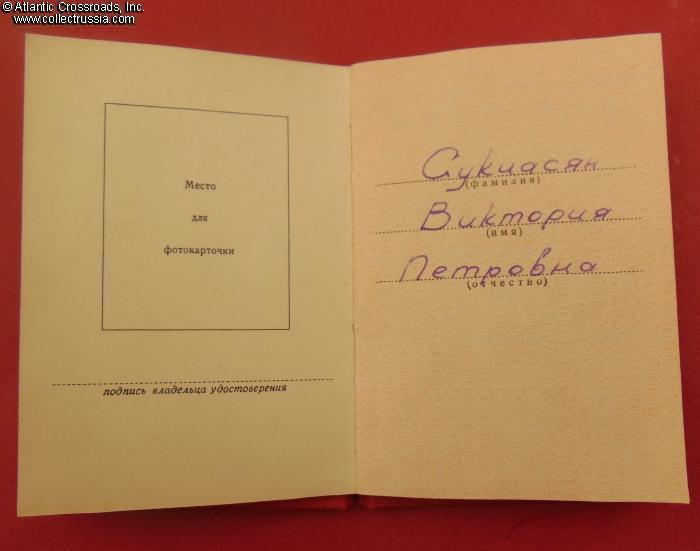 © Atlantic Crossroads, Inc.
www.collectrussia.com
Место
для
фотокарточки
подпись владельца удостоверения
Сукиасян
(фамилия)
Виктория
(имя)
Петровна
(отчество)